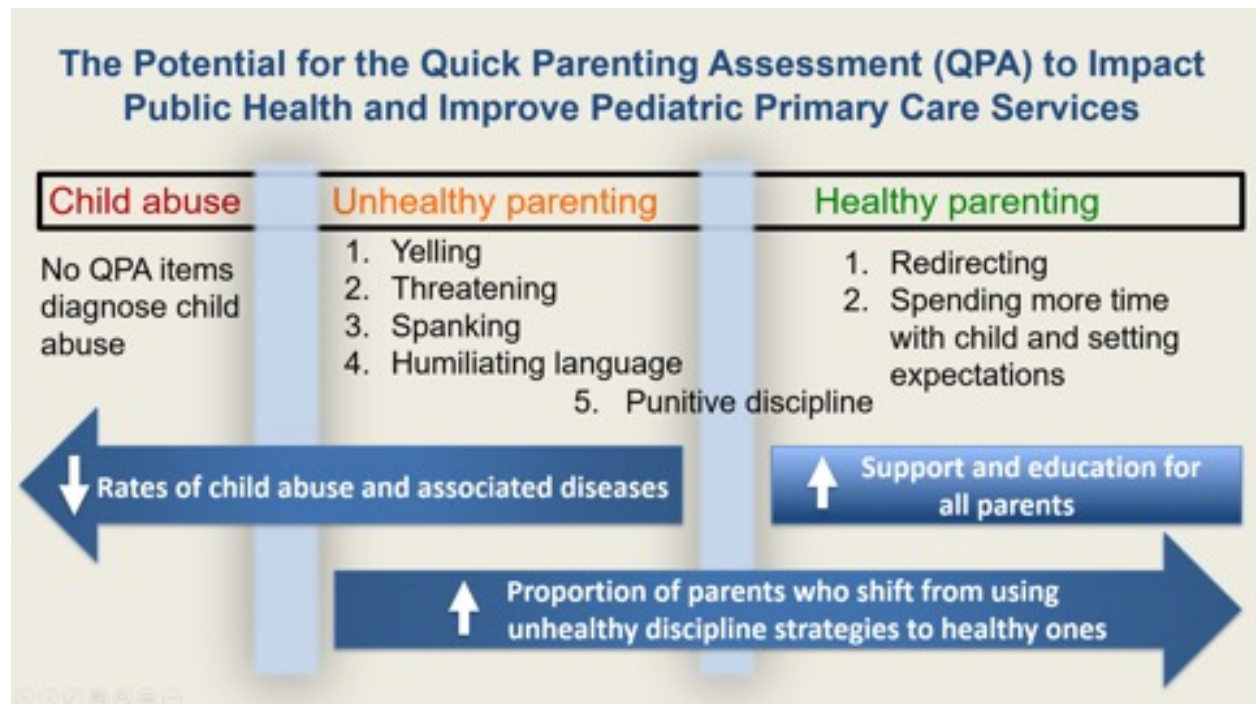 The Potential for the Quick Parenting Assessment (QPA) to Impact
Public Health and Improve Pediatric Primary Care Services
Child abuse
Unhealthy parenting
Healthy parenting
No QPA items
diagnose child
abuse
1. Yelling
2. Threatening
3. Spanking
4. Humiliating language
5. Punitive discipline
1. Redirecting
2. Spending more time
with child and setting
expectations
Rates of child abuse and associated diseases
Support and education for
all parents
Proportion of parents who shift from using
unhealthy discipline strategies to healthy ones